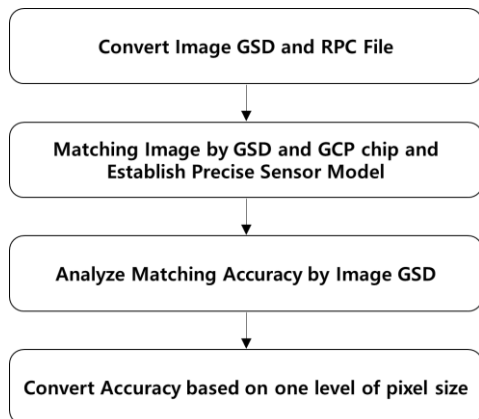 Convert Image GSD and RPC File
Matching Image by GSD and GCP chip and
Establish Precise Sensor Model
Analyze Matching Accuracy by Image GSD
Convert Accuracy based on one level of pixel size